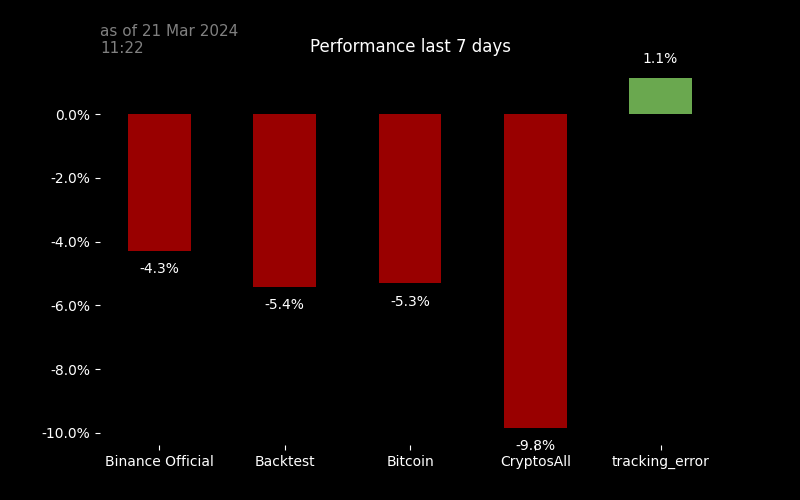 as of 21 Mar 2024
11:22
Performance last 7 days
1.1%
0.0%
-2.0%
-4.0%
-4.3%
-5.4%
-5.3%
-6.0%
-8.0%
-10.0%
-9.8%
Binance Official
Backtest
Bitcoin
CryptosAll
tracking_error